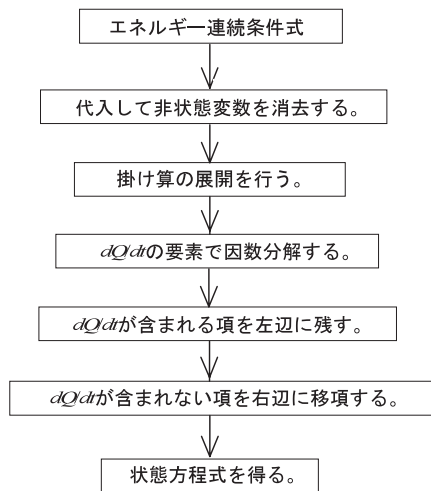 エネルギー連続条件式
代入して非状態変数を消去する。
掛け算の展開を行う。
dQ/dtの要素で因数分解する。
dQ/dtが含まれる項を左辺に残す。
dQ/dtが含まれない項を右辺に移項する。
状態方程式を得る。